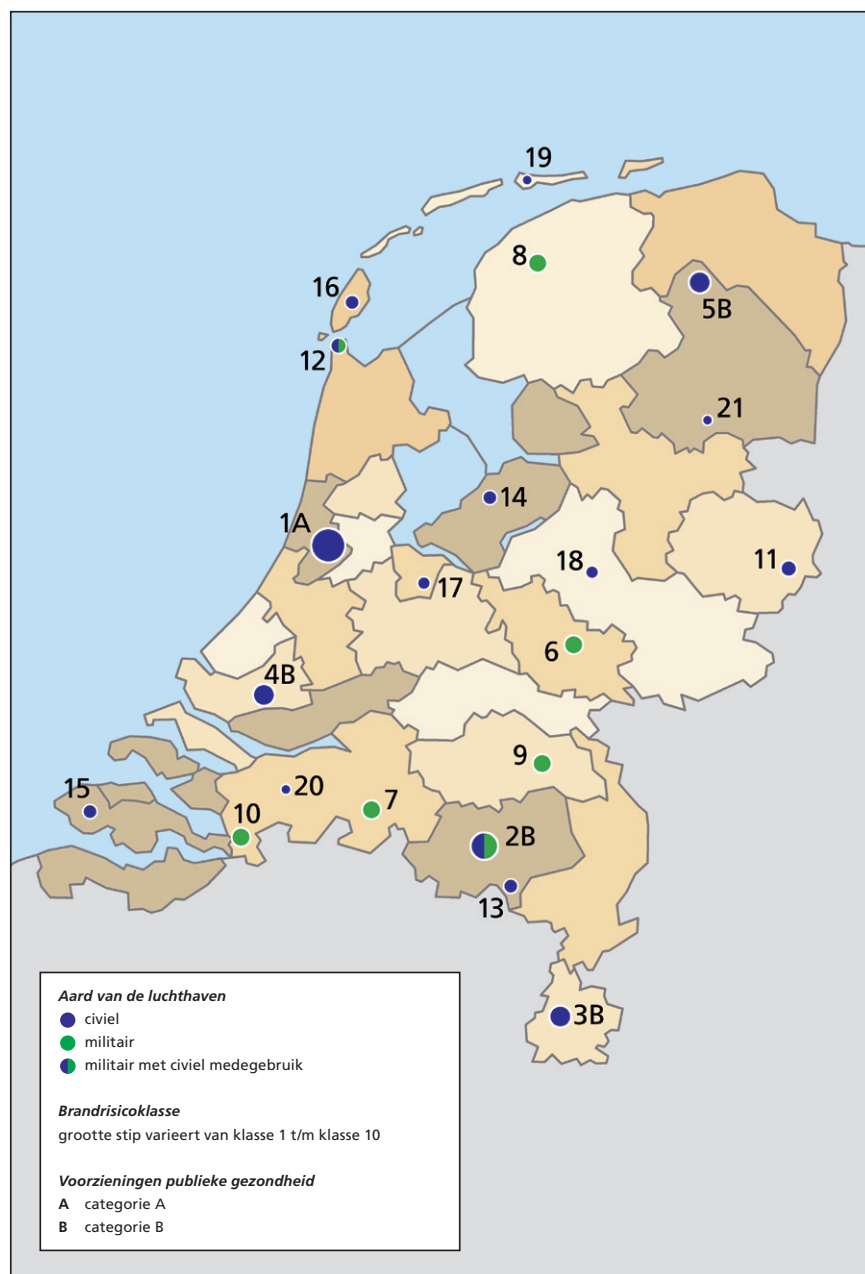 19
8
16
5B
12
21
14
1A
18
11
17
6
4B
9
15
20
7
10
2B
13
3B
Aard van de luchthaven
civiel
militair
militair met civiel medegebruik
Brandrisicoklasse
grootte stip varieert van klasse 1 t/m klasse 10
Voorzieningen publieke gezondheid
A categorie A
B categorie B